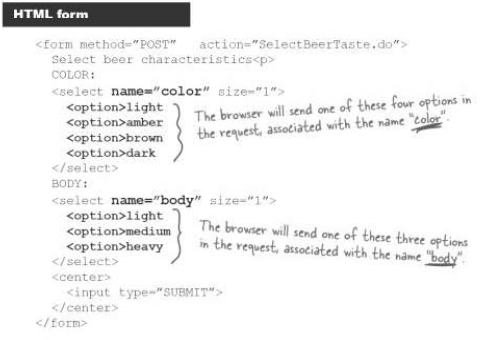 HTML form
<form method="POST" action="SelectBeerTaste.do">
Select beer characteristics<p>
COLOR:
<select name="color" size="1">
<option>light
<option>amber
<option>brown
<option>dark
</select>
The browser will send one of these four options in
the request, associated with the name "color".
BODY:
<select name="body" size="1">
<option>light
<option>medium
<option>heavy
</select>
The browser will send one of these three options
in the request, associated with the name "body".
<center>
<input type="SUBMIT">
</center>
</form>